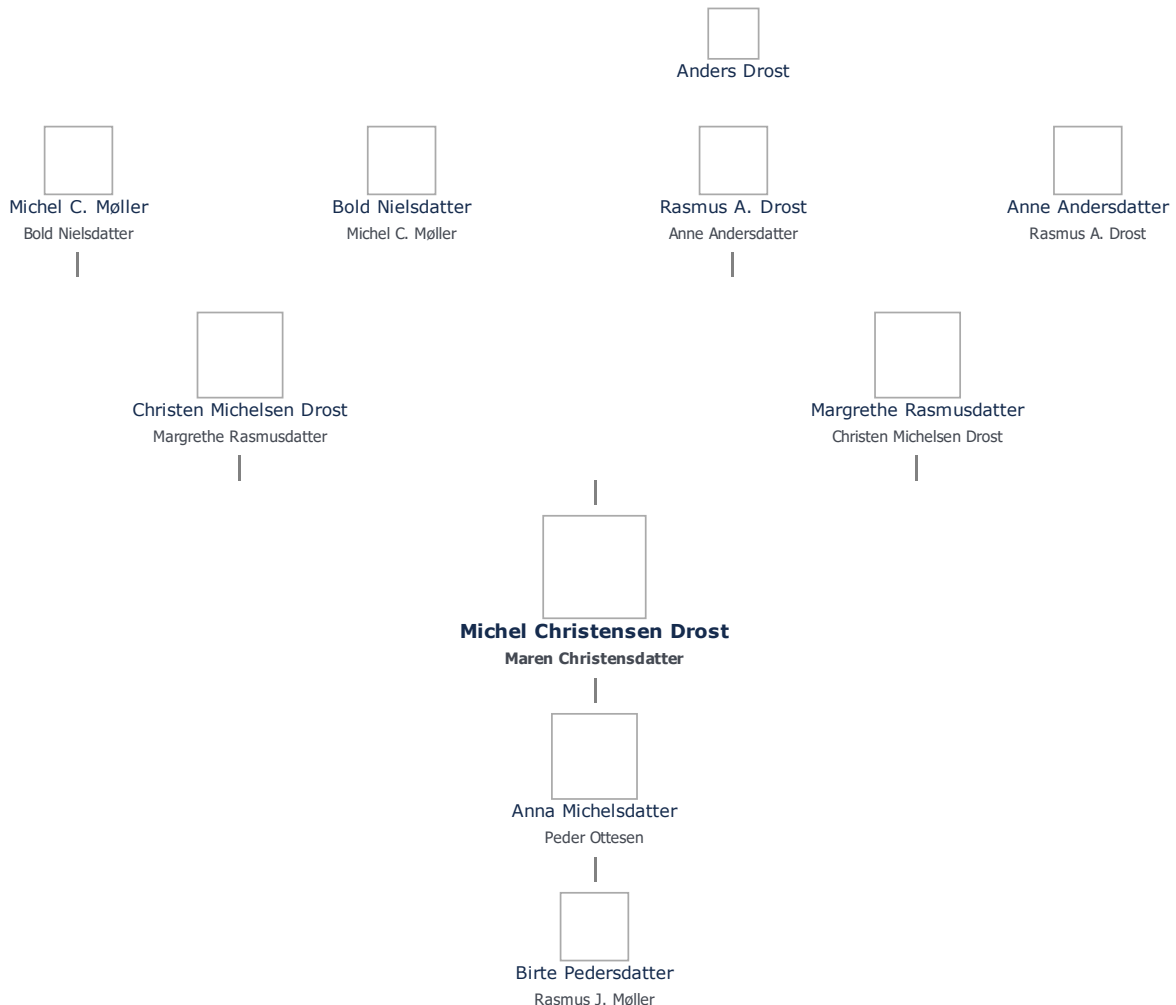 Anders Drost
Michel C. Møller
Bold Nielsdatter
Bold Nielsdatter
Michel C. Møller
Rasmus A. Drost
Anne Andersdatter
Anne Andersdatter
Rasmus A. Drost
Christen Michelsen Drost
Margrethe Rasmusdatter
Margrethe Rasmusdatter
Christen Michelsen Drost
Michel Christensen Drost
Maren Christensdatter
Anna Michelsdatter
Peder Ottesen
Birte Pedersdatter
Rasmus J. Møller